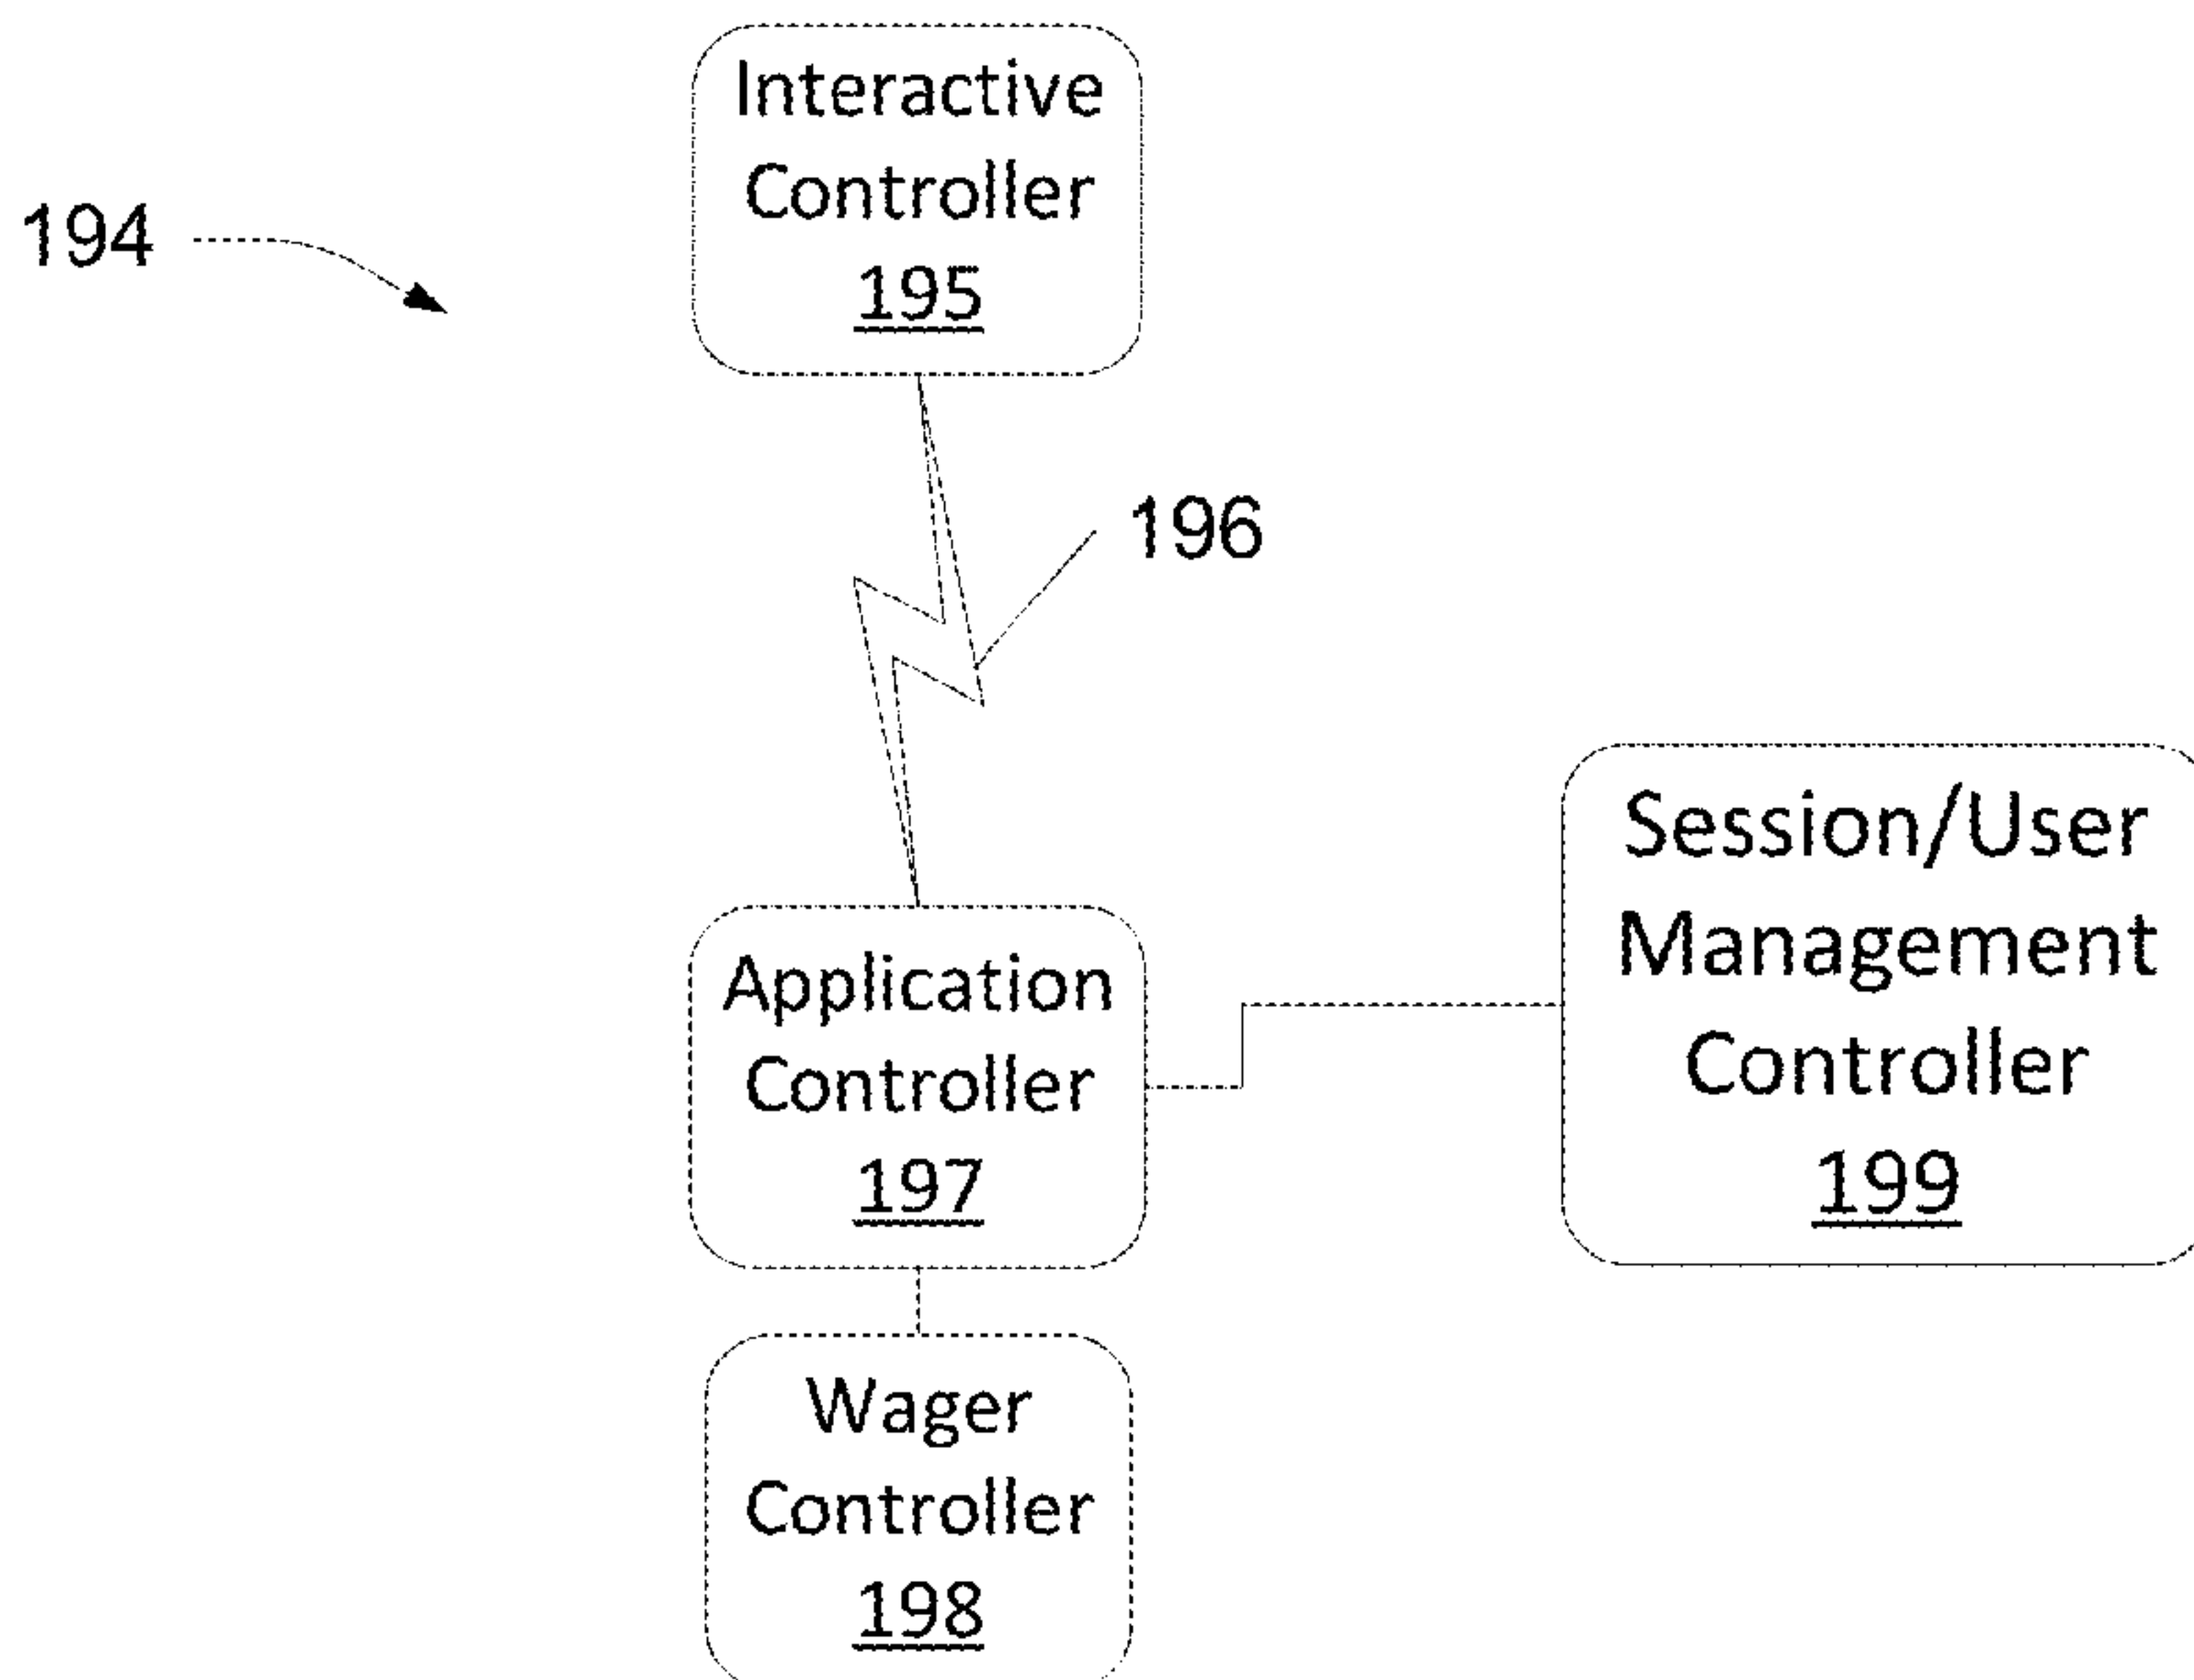 Interactive
Controller
195
194
196
Application
Controller
197
Session/User
Management
Controller
199
Wager
Controller
198